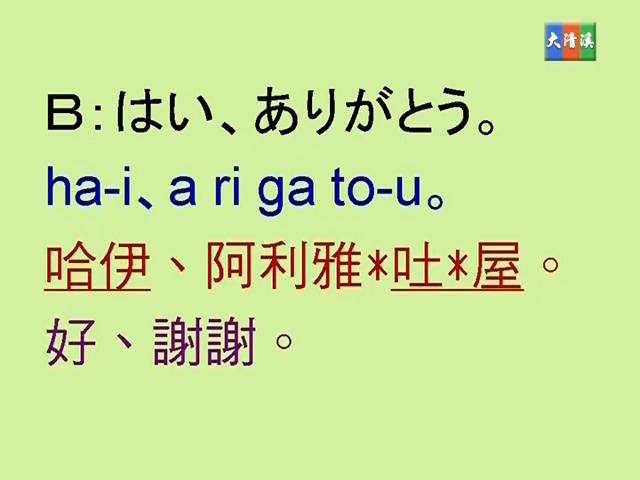 大清溪
B:はい、ありがとう。
ha-i、a ri ga to-u。
哈伊、阿利雅*吐*屋。
好、謝謝。